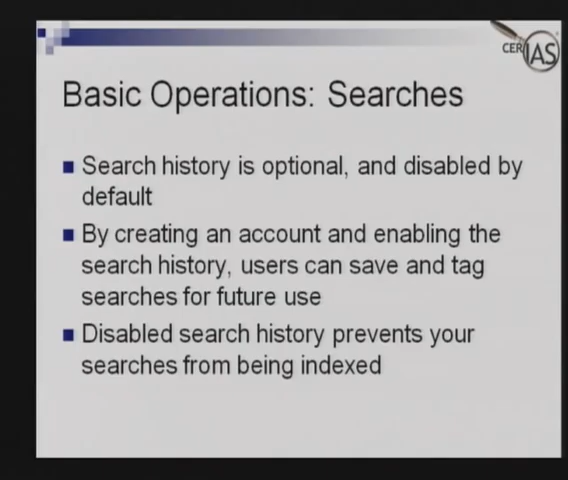 CERIAS
Basic Operations: Searches
Search history is optional, and disabled by
default
By creating an account and enabling the
search history, users can save and tag
searches for future use
Disabled search history prevents your
searches from being indexed